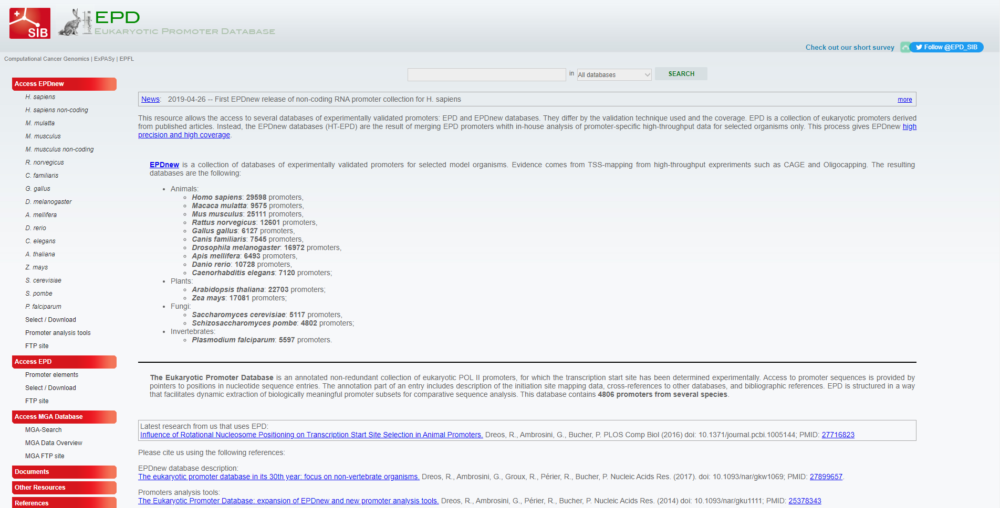 SIB
EPD
Eukaryotic Promoter Database
Check out our short survey
Follow @EPD_SIB
Computational Cancer Genomics | ExPASy | EPFL
in All databases SEARCH
Access EPDnew
H. sapiens
H. sapiens non-coding
M. mulatta
M. musculus
M. musculus non-coding
R. norvegicus
C. familiaris
G. gallus
D. melanogaster
A. mellifera
D. rerio
C. elegans
A. thaliana
Z. mays
S. cerevisiae
S. pombe
P. falciparum
Select / Download
Promoter analysis tools
FTP site
Access EPD
Promoter elements
Select / Download
FTP site
Access MGA Database
MGA-Search
MGA Data Overview
MGA FTP site
Documents
Other Resources
References
News: 2019-04-26 -- First EPDnew release of non-coding RNA promoter collection for H. sapiens more
This resource allows the access to several databases of experimentally validated promoters: EPD and EPDnew databases. They differ by the validation technique used and the coverage. EPD is a collection of eukaryotic promoters derived
from published articles. Instead, the EPDnew databases (HT-EPD) are the result of merging EPD promoters whith in-house analysis of promoter-specific high-throughput data for selected organisms only. This process gives EPDnew high
precision and high coverage.
EPDnew is a collection of databases of experimentally validated promoters for selected model organisms. Evidence comes from TSS-mapping from high-throughput expreriments such as CAGE and Oligocapping. The resulting
databases are the following:
• Animals:
Homo sapiens: 29598 promoters,
Macaca mulatta: 9575 promoters,
Mus musculus: 25111 promoters,
Rattus norvegicus: 12601 promoters,
Gallus gallus: 6127 promoters,
Canis familiaris: 7545 promoters,
Drosophila melanogaster: 16972 promoters,
Apis mellifera: 6493 promoters,
Danio rerio: 10728 promoters,
Caenorhabditis elegans: 7120 promoters;
• Plants:
Arabidopsis thaliana: 22703 promoters;
Zea mays: 17081 promoters;
• Fungi:
Saccharomyces cerevisiae: 5117 promoters,
Schizosaccharomyces pombe: 4802 promoters;
• Invertebrates:
Plasmodium falciparum: 5597 promoters.
The Eukaryotic Promoter Database is an annotated non-redundant collection of eukaryotic POL II promoters, for which the transcription start site has been determined experimentally. Access to promoter sequences is provided by
pointers to positions in nucleotide sequence entries. The annotation part of an entry includes description of the initiation site mapping data, cross-references to other databases, and bibliographic references. EPD is structured in a way
that facilitates dynamic extraction of biologically meaningful promoter subsets for comparative sequence analysis. This database contains 4806 promoters from several species.
Latest research from us that uses EPD:
Influence of Rotational Nucleosome Positioning on Transcription Start Site Selection in Animal Promoters. Dreos, R., Ambrosini, G., Bucher, P. PLOS Comp Biol (2016) doi: 10.1371/journal.pcbi.1005144; PMID: 27716823
Please cite us using the following references:
EPDnew database description:
The eukaryotic promoter database in its 30th year: focus on non-vertebrate organisms. Dreos, R., Ambrosini, G., Groux, R., Périer, R., Bucher, P. Nucleic Acids Res. (2017). doi: 10.1093/nar/gkw1069; PMID: 27899657.
Promoters analysis tools:
The Eukaryotic Promoter Database: expansion of EPDnew and new promoter analysis tools. Dreos, R., Ambrosini, G., Périer, R., Bucher, P. Nucleic Acids Res. (2014) doi: 10.1093/nar/gku1111; PMID: 25378343